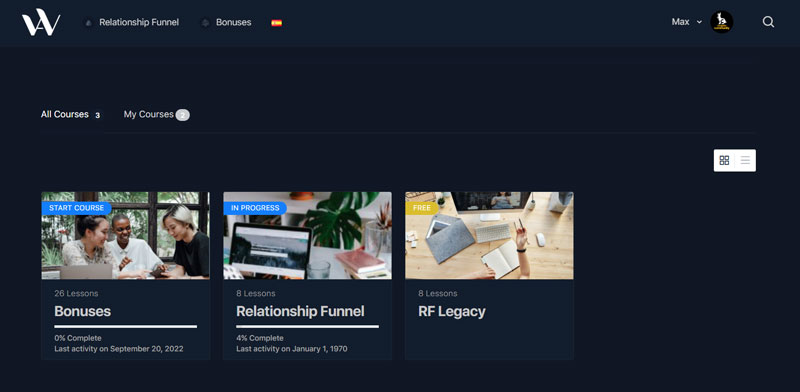 Relationship Funnel
Bonuses
Max
All Courses 3
My Courses 2
START COURSE
IN PROGRESS
FREE
26 Lessons
Bonuses
0% Complete
Last activity on September 20, 2022
8 Lessons
Relationship Funnel
4% Complete
Last activity on January 1, 1970
8 Lessons
RF Legacy